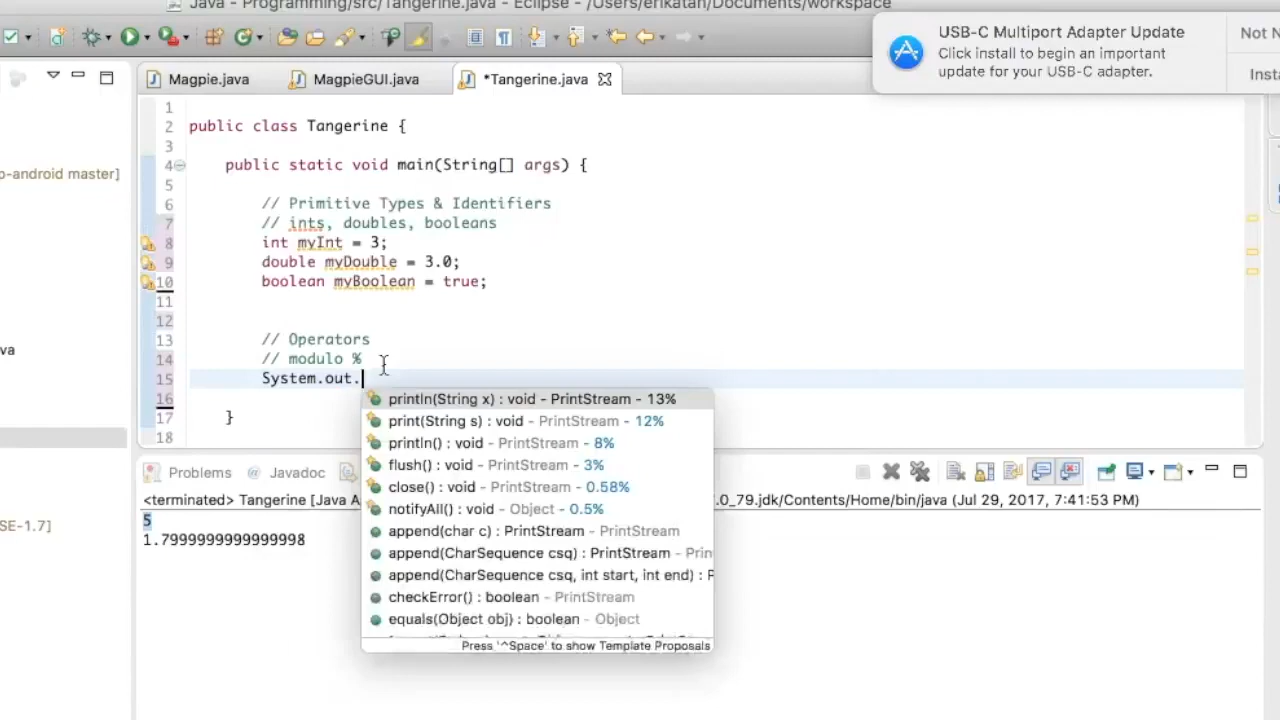 Java - Programming/src/Tangerine.java - Eclipse - /Users/erikatan/Documents/workspace
USB-C Multiport Adapter Update
Click install to begin an important
update for your USB-C adapter.
Not N
Insta
Magpie.java
MagpieGUI.java
*Tangerine.java
p-android master]
va
SE-1.7]
1
2 public class Tangerine {
3
4 public static void main(String[] args) {
5
6 // Primitive Types & Identifiers
7 // ints, doubles, booleans
8 int myInt = 3;
9 double myDouble = 3.0;
10 boolean myBoolean = true;
11
12
13 // Operators
14 // modulo %
15 System.out.
16
17 }
18
println(String x) : void - PrintStream - 13%
print(String s) : void - PrintStream - 12%
println() : void - PrintStream - 8%
flush() : void - PrintStream - 3%
close() : void - PrintStream - 0.58%
notifyAll() : void - Object - 0.5%
append(char c) : PrintStream - PrintStream
append(CharSequence csq) : PrintStream - Prin
append(CharSequence csq, int start, int end) : P
checkError() : boolean - PrintStream
equals(Object obj) : boolean - Object
Press '^Space' to show Template Proposals
Problems
@ Javadoc
<terminated> Tangerine [Java A
7.0_79.jdk/Contents/Home/bin/java (Jul 29, 2017, 7:41:53 PM)
5
1.7999999999999998